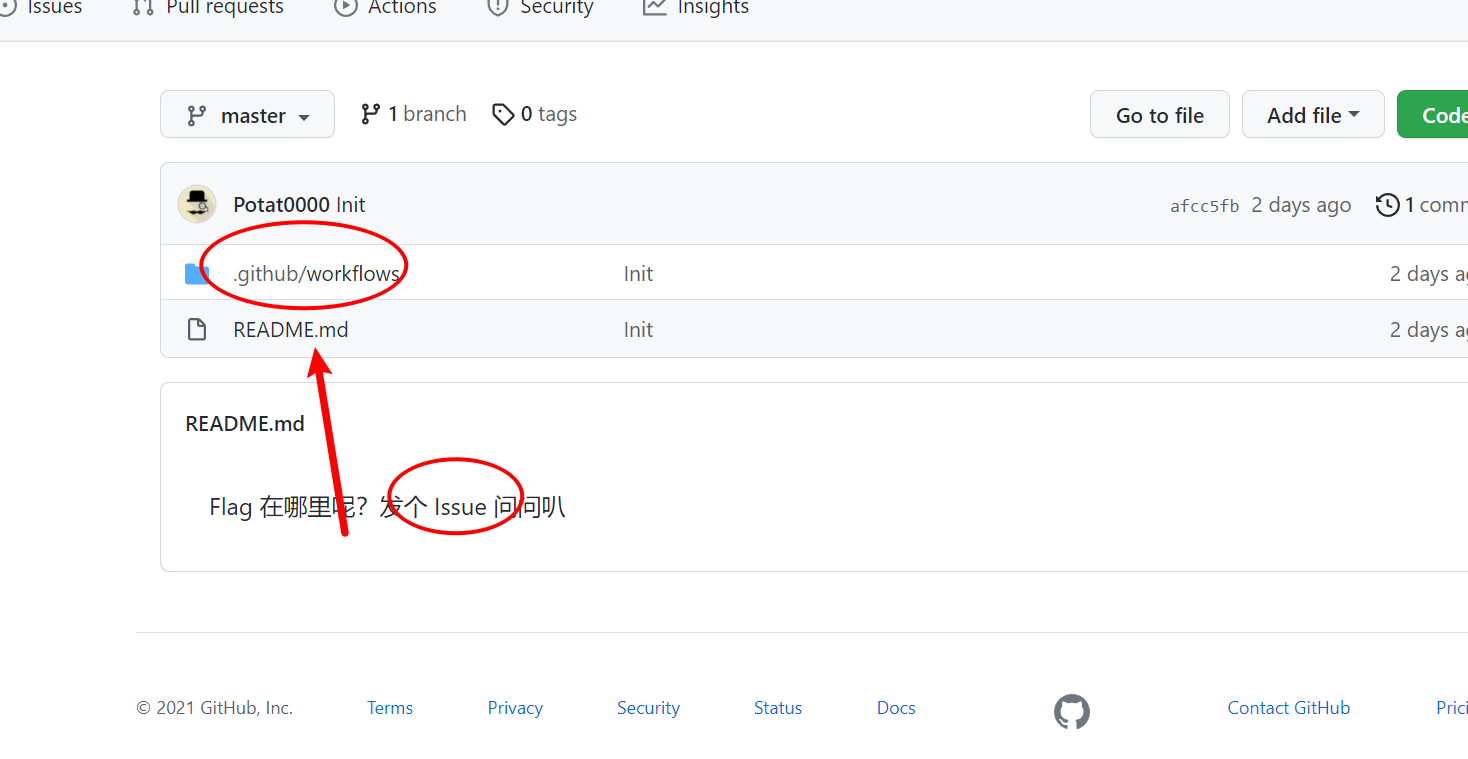 Issues Pull requests Actions Security Insights
master 1 branch 0 tags Go to file Add file Code
Potat0000 Init afcc5fb 2 days ago 1 comm
.github/workflows Init 2 days ag
README.md Init 2 days ag
README.md
Flag 在哪里呢? 发个 Issue 问问叭
© 2021 GitHub, Inc. Terms Privacy Security Status Docs Contact GitHub Prici